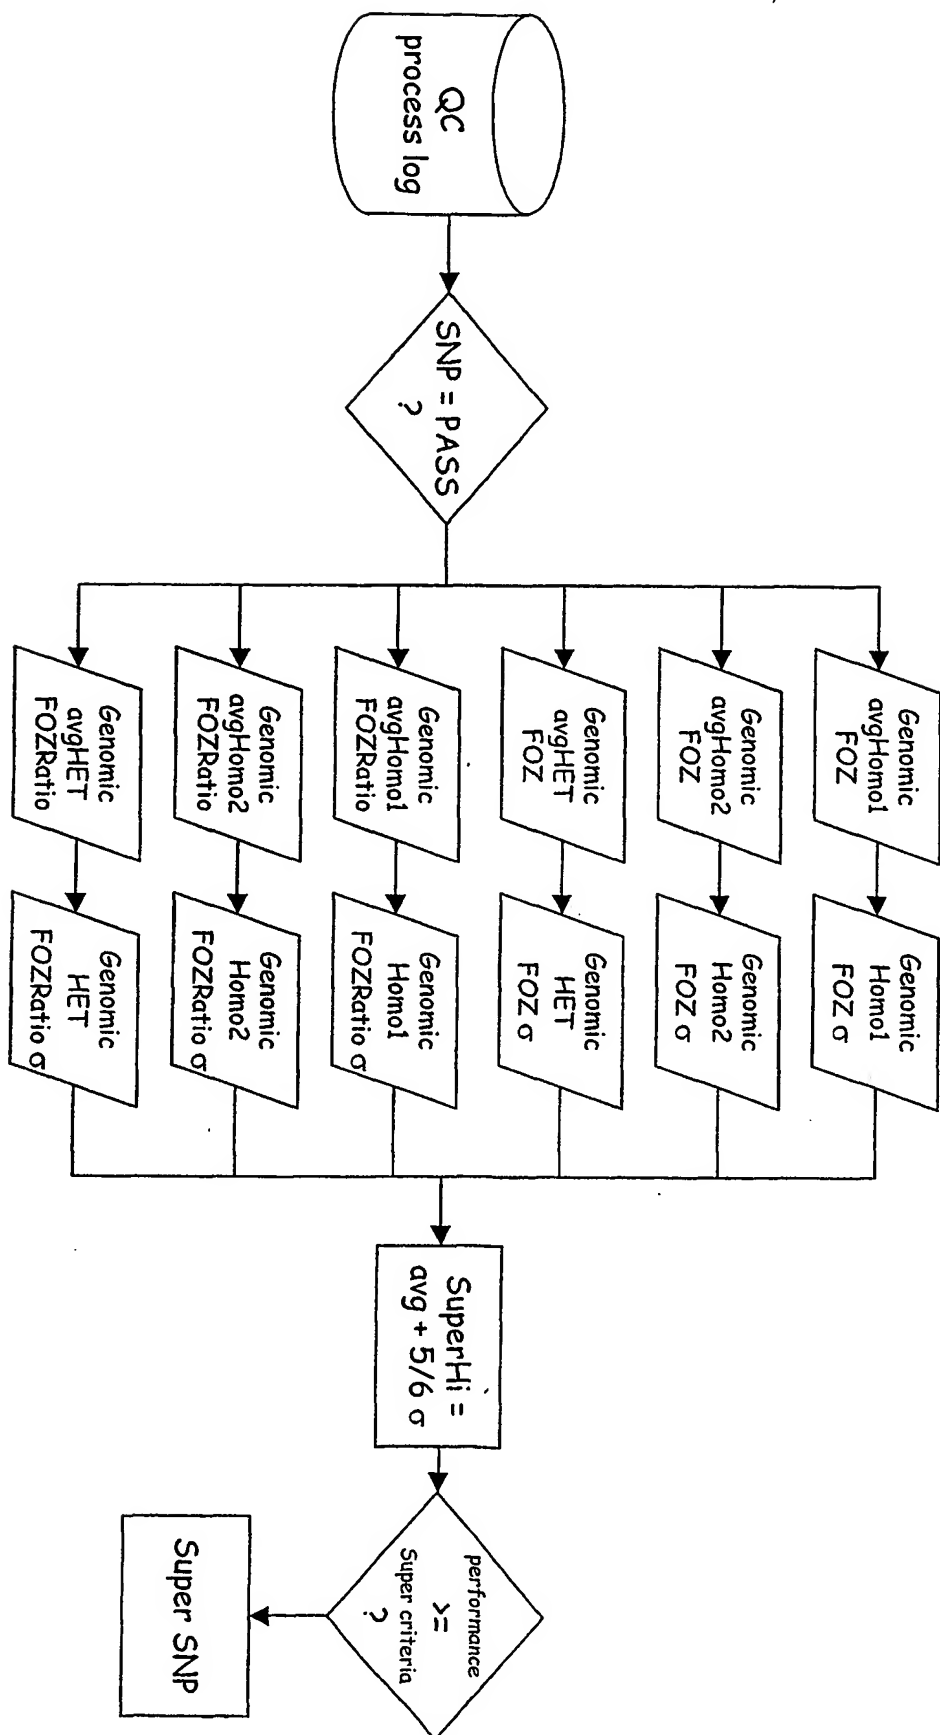 QC
process log
SNP = PASS
?
Genomic
avgHomo1
FOZ
Genomic
Homo1
FOZ σ
Genomic
avgHomo2
FOZ
Genomic
Homo2
FOZ σ
Genomic
avgHET
FOZ
Genomic
HET
FOZ σ
Genomic
avgHomo1
FOZRatio
Genomic
Homo1
FOZRatio σ
Genomic
avgHomo2
FOZRatio
Genomic
Homo2
FOZRatio σ
Genomic
avgHET
FOZRatio
Genomic
HET
FOZRatio σ
SuperHi =
avg + 5/6 σ
performance
>=
Super criteria
?
Super SNP